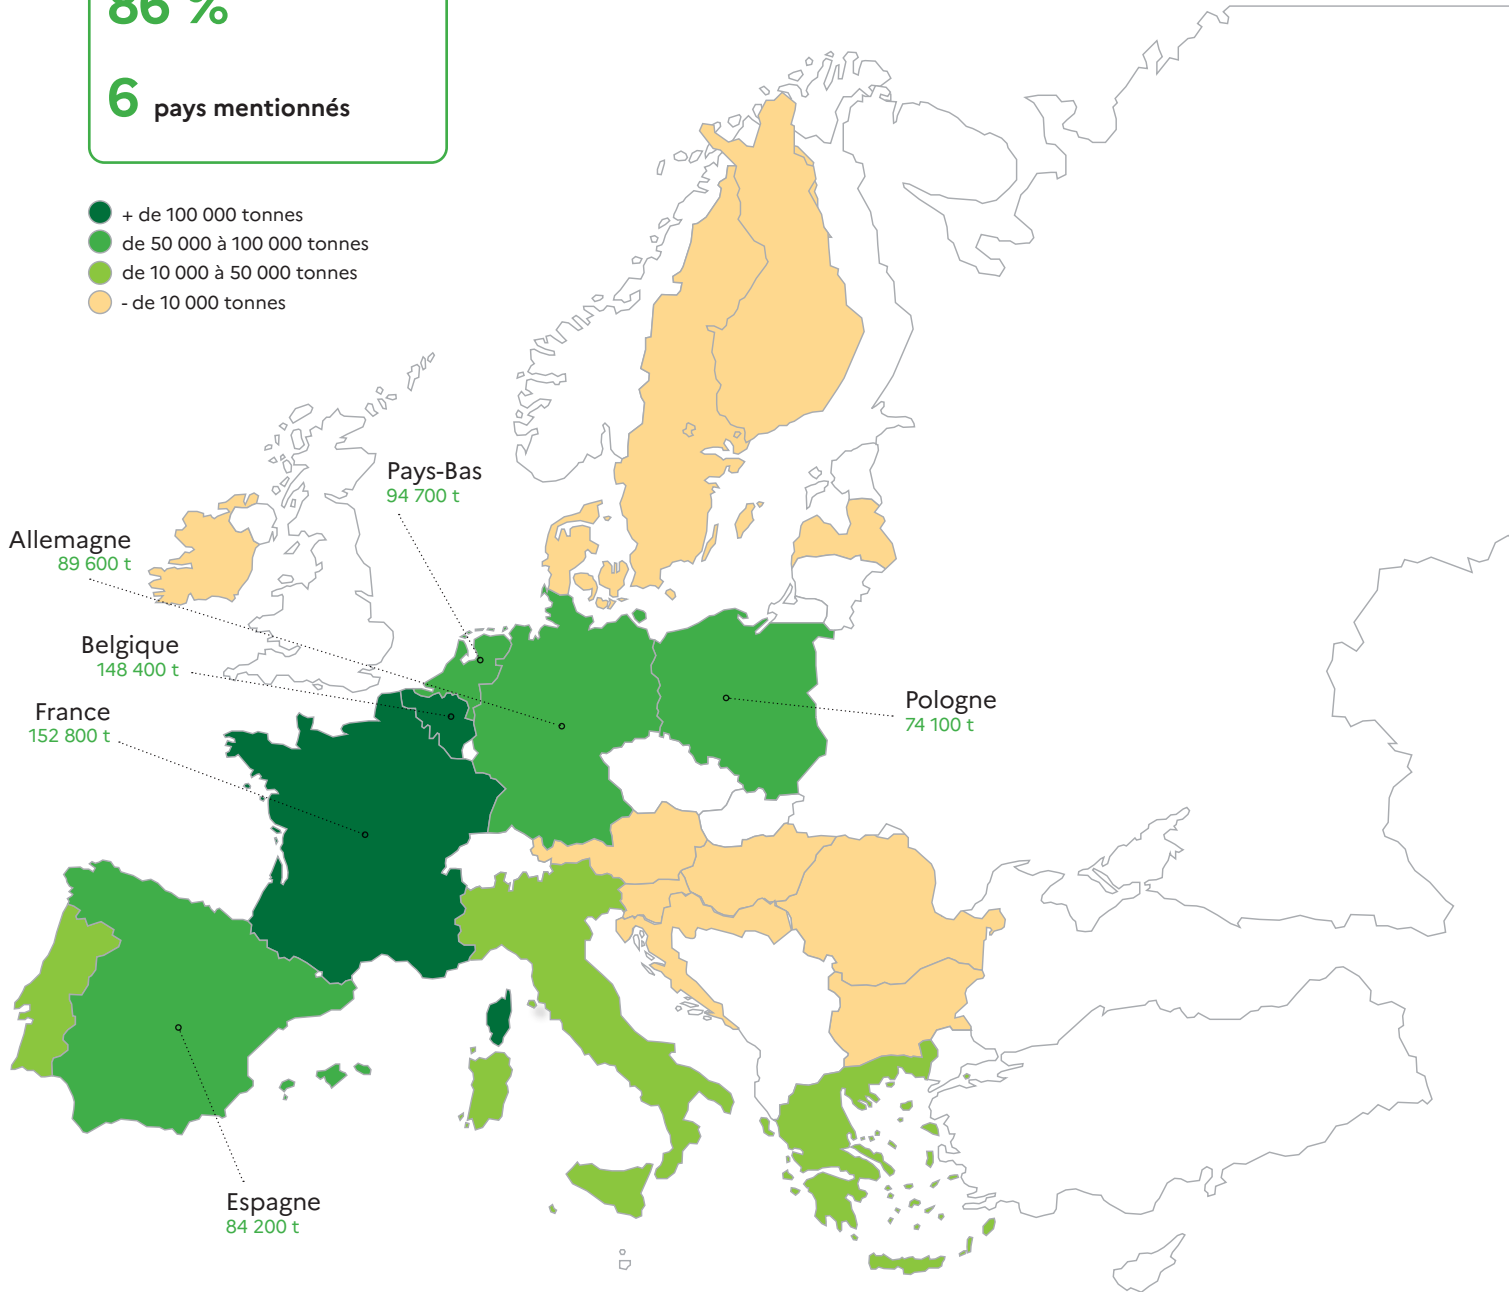 86 %
6 pays mentionnés
+ de 100 000 tonnes
de 50 000 à 100 000 tonnes
de 10 000 à 50 000 tonnes
- de 10 000 tonnes
Pays-Bas
94 700 t
Allemagne
89 600 t
Belgique
148 400 t
France
152 800 t
Pologne
74 100 t
Espagne
84 200 t